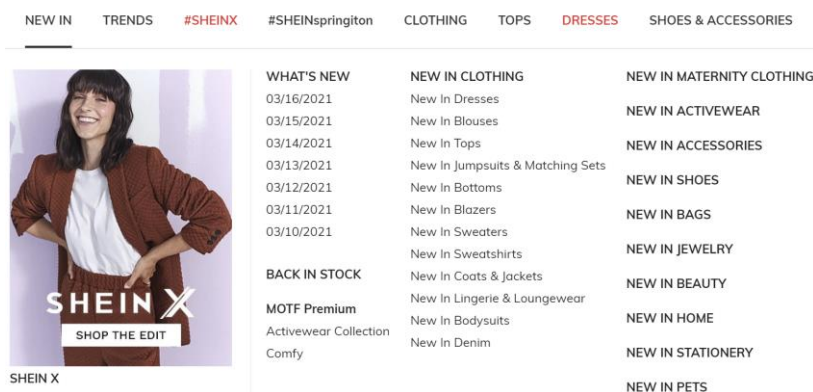 NEW IN
TRENDS
#SHEINX
#SHEINspringiton
CLOTHING
TOPS
DRESSES
SHOES & ACCESSORIES
SHEIN X
SHOP THE EDIT
SHEIN X
WHAT'S NEW
03/16/2021
03/15/2021
03/14/2021
03/13/2021
03/12/2021
03/11/2021
03/10/2021
BACK IN STOCK
MOTF Premium
Activewear Collection
Comfy
NEW IN CLOTHING
New In Dresses
New In Blouses
New In Tops
New In Jumpsuits & Matching Sets
New In Bottoms
New In Blazers
New In Sweaters
New In Sweatshirts
New In Coats & Jackets
New In Lingerie & Loungewear
New In Bodysuits
New In Denim
NEW IN MATERNITY CLOTHING
NEW IN ACTIVEWEAR
NEW IN ACCESSORIES
NEW IN SHOES
NEW IN BAGS
NEW IN JEWELRY
NEW IN BEAUTY
NEW IN HOME
NEW IN STATIONERY
NEW IN PETS